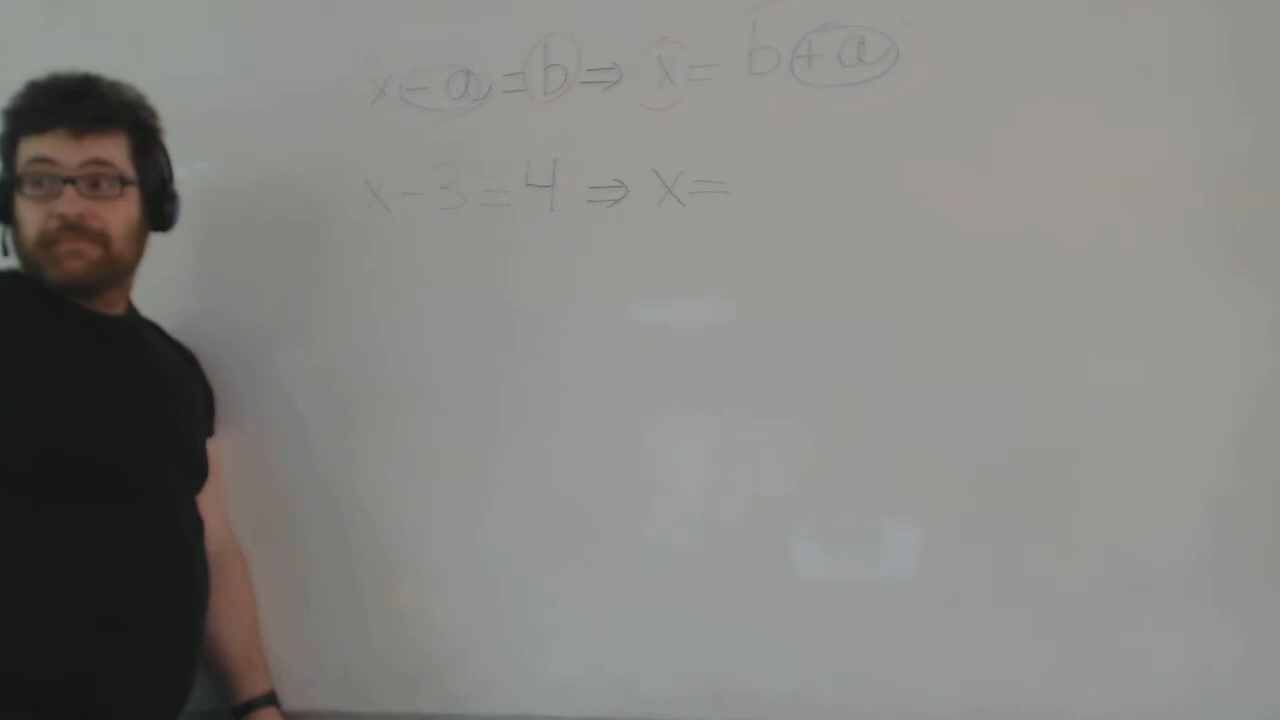 x - a = b ⇒ x = b + a
x - 3 = 4 ⇒ x =